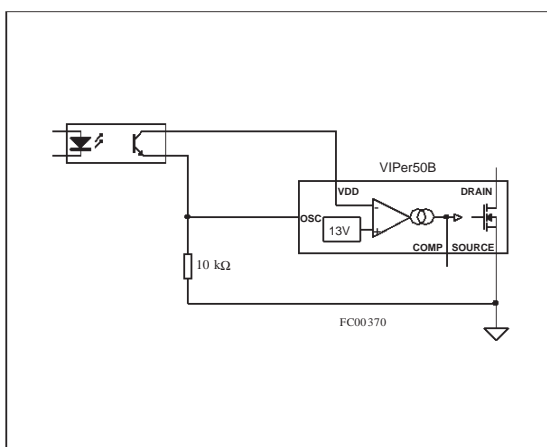 VIPer50B
VDD
DRAIN
-
OSC
13V
+
COMP
SOURCE
10 kΩ
FC00370